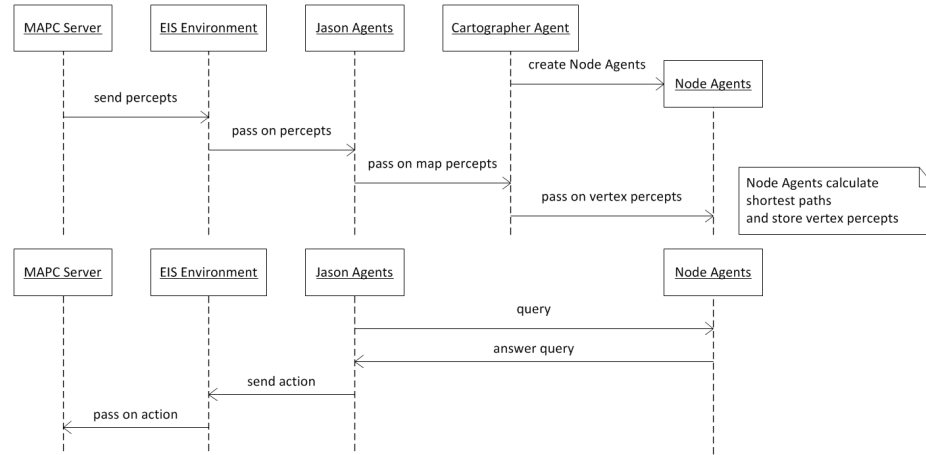 MAPC Server
EIS Environment
Jason Agents
Cartographer Agent
create Node Agents
Node Agents
send percepts
pass on percepts
pass on map percepts
pass on vertex percepts
Node Agents calculate
shortest paths
and store vertex percepts
MAPC Server
EIS Environment
Jason Agents
Node Agents
query
answer query
send action
pass on action